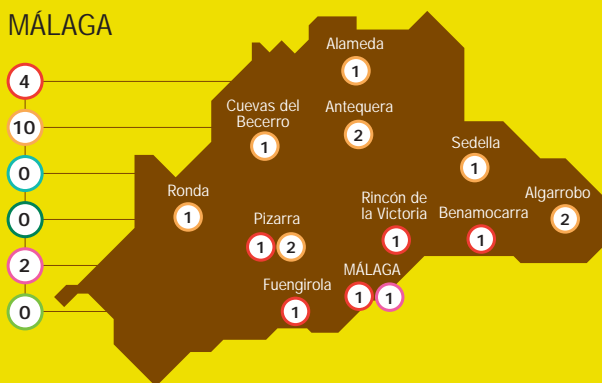 MÁLAGA
4
10
0
0
2
0
Alameda
1
Cuevas del
Becerro
1
Antequera
2
Sedella
1
Ronda
1
Pizarra
1 2
Rincón de
la Victoria
1
Benamocarra
1
Algarrobo
2
Fuengirola
1
MÁLAGA
1 1